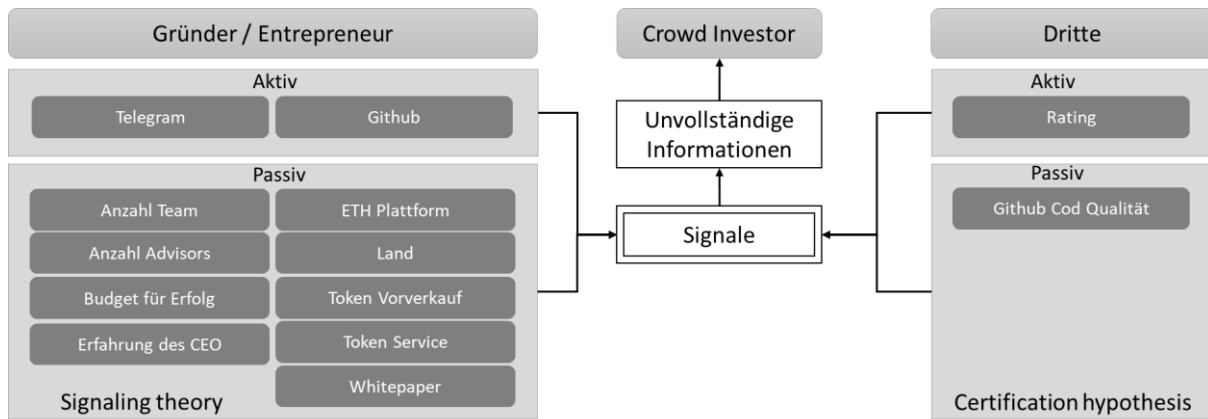 Gründer / Entrepreneur
Aktiv
Telegram
Github
Passiv
Anzahl Team
ETH Plattform
Anzahl Advisors
Land
Budget für Erfolg
Token Vorverkauf
Erfahrung des CEO
Token Service
Whitepaper
Signaling theory
Crowd Investor
Unvollständige
Informationen
Signale
Dritte
Aktiv
Rating
Passiv
Github Cod Qualität
Certification hypothesis